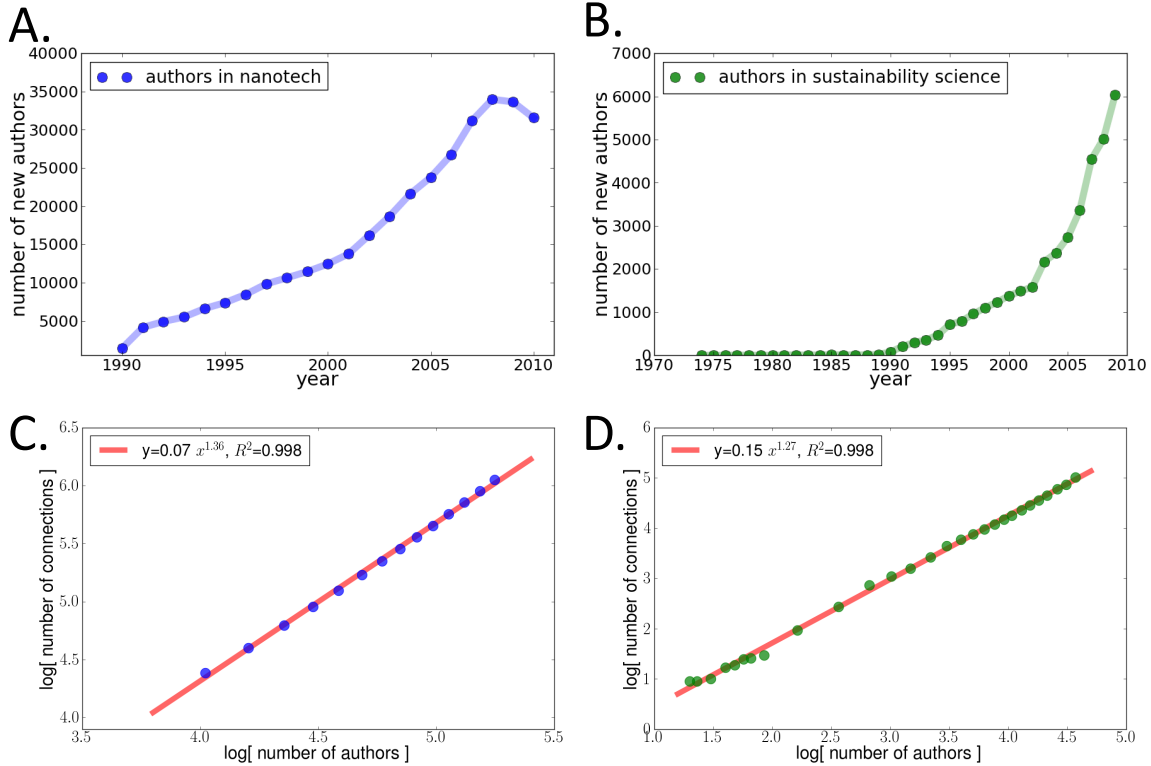 A.
authors in nanotech
number of new authors
40000
35000
30000
25000
20000
15000
10000
5000
1990 1995 2000 2005 2010
year
B.
authors in sustainability science
number of new authors
7000
6000
5000
4000
3000
2000
1000
0
1970 1975 1980 1985 1990 1995 2000 2005 2010
year
C.
y=0.07 x^1.36, R²=0.998
log[ number of connections ]
6.5
6.0
5.5
5.0
4.5
4.0
3.5 4.0 4.5 5.0 5.5
log[ number of authors ]
D.
y=0.15 x^1.27, R²=0.998
log[ number of connections ]
6
5
4
3
2
1
0
1.0 1.5 2.0 2.5 3.0 3.5 4.0 4.5 5.0
log[ number of authors ]